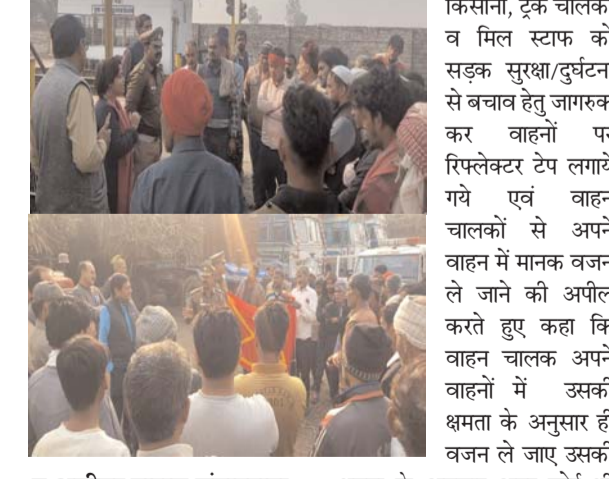 किसानों, ट्रक चालकों
व मिल स्टाफ को
सड़क सुरक्षा/दुर्घटन
से बचाव हेतु जागरुक
कर वाहनों पर
रिफ्लेक्टर टेप लगाये
गये एवं वाहन
चालकों से अपने
वाहन में मानक वजन
ले जाने की अपील
करते हुए कहा कि
वाहन चालक अपने
वाहनों में उसकी
क्षमता के अनुसार ही
वजन ले जाए उसकी